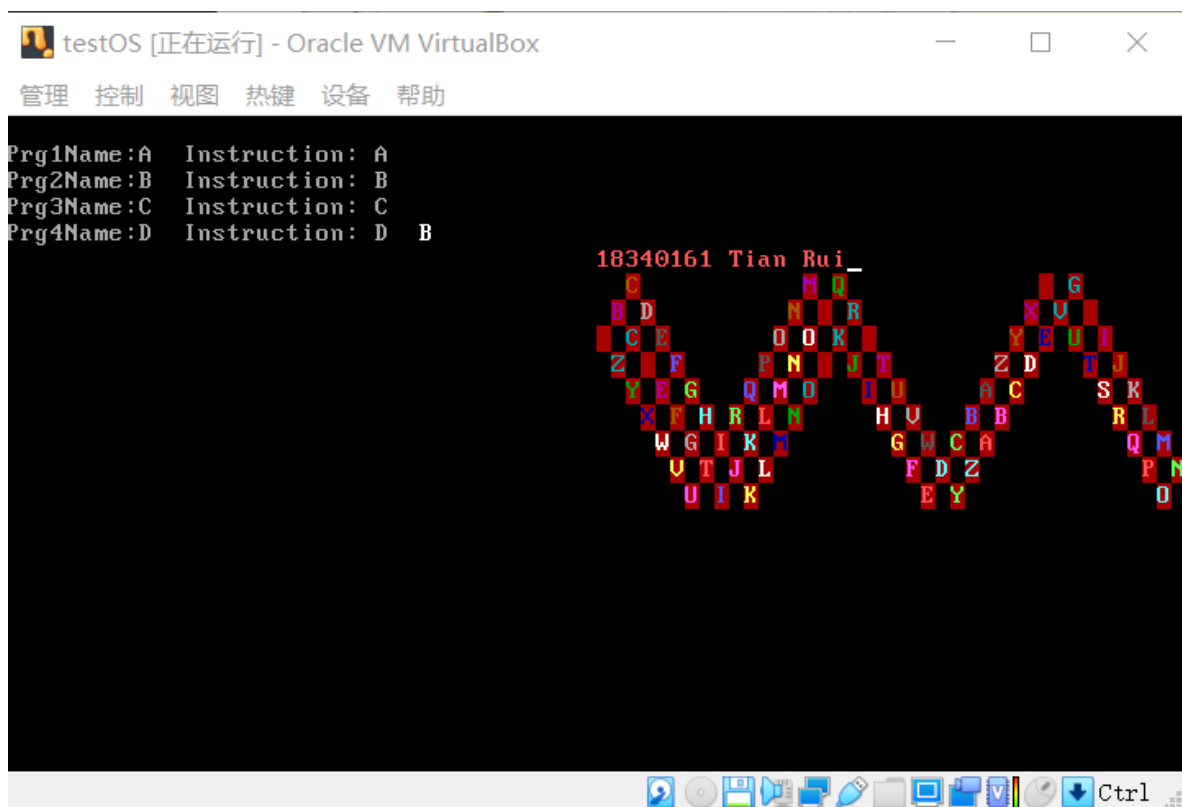 testOS [正在运行] - Oracle VM VirtualBox
管理 控制 视图 热键 设备 帮助
Prg1Name:A Instruction: A
Prg2Name:B Instruction: B
Prg3Name:C Instruction: C
Prg4Name:D Instruction: D B
18340161 Tian Rui_
C M Q G
B D N R X V
C E O O K Y E U I
Z F P N J T Z D T J
Y E G Q M O I U A C S K
X F H R L N H V B B R L
W G I K M G W C A Q M
V T J L F D Z P N
U I K E Y O
Ctrl